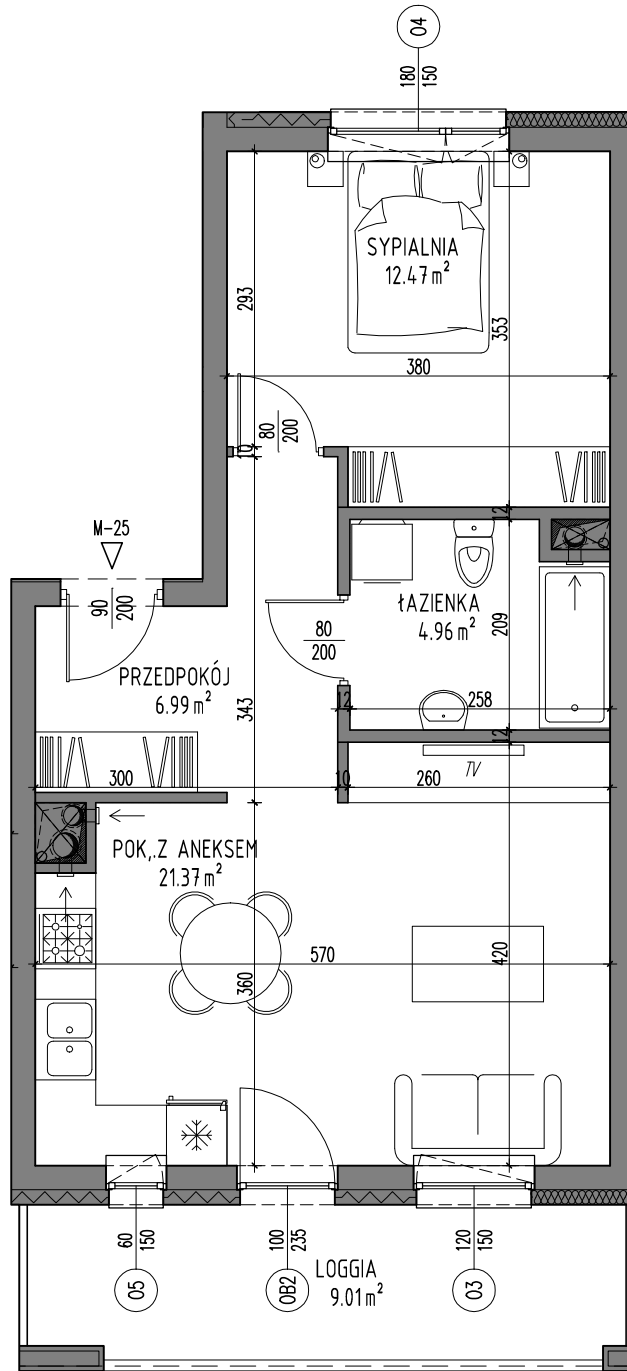 04
180
150
SYPIALNIA
12.47 m²
293
353
380
80
200
10
M-25
90
200
12
ŁAZIENKA
4.96 m²
209
80
200
PRZEDPOKÓJ
6.99 m²
343
12
258
12
TV
300
10
260
POK,.Z ANEKSEM
21.37 m²
570
360
420
60
150
05
100
235
0B2
120
150
03
LOGGIA
9.01 m²